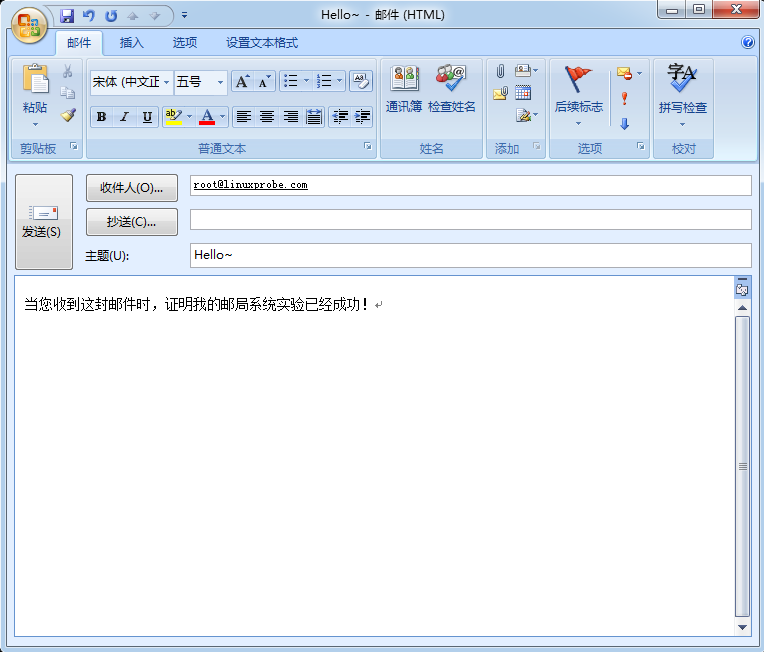 Hello~ - 邮件 (HTML)
邮件 插入 选项 设置文本格式
宋体 (中文正 五号
B I U
粘贴 通讯簿 检查姓名 后续标志 拼写检查
剪贴板 普通文本 姓名 添加 选项 校对
收件人(O)... root@linuxprobe.com
发送(S)
抄送(C)...
主题(U): Hello~
当您收到这封邮件时，证明我的邮局系统实验已经成功！